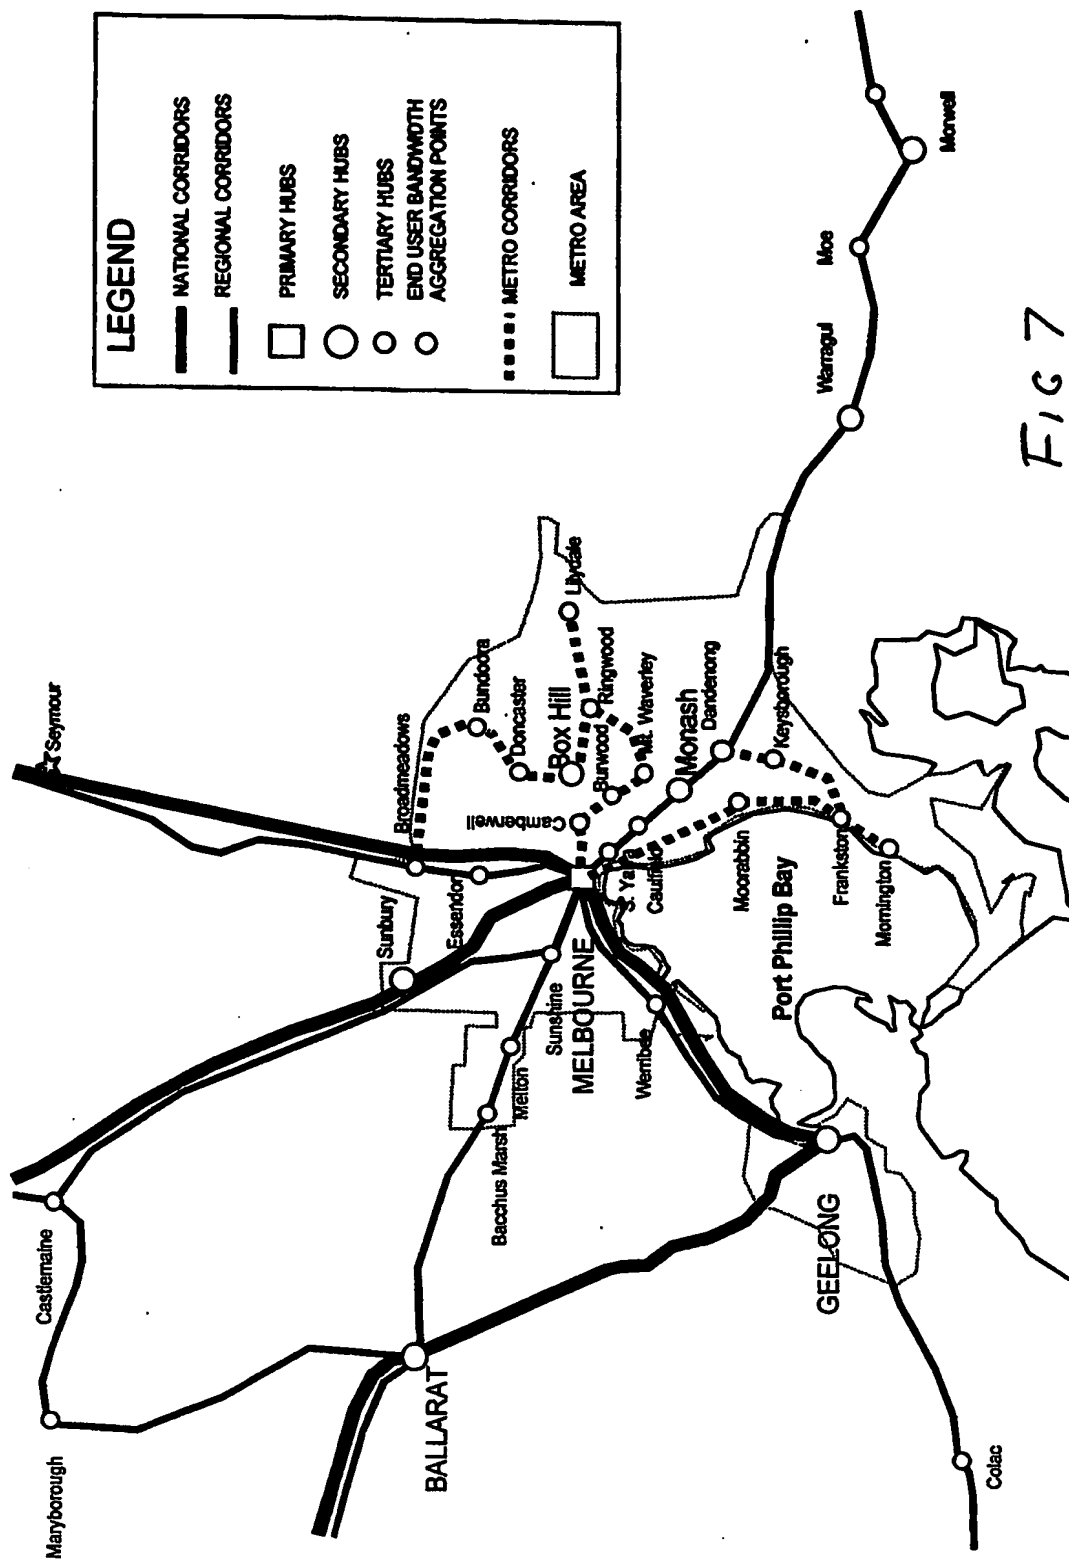 LEGEND
NATIONAL CORRIDORS
REGIONAL CORRIDORS
PRIMARY HUBS
SECONDARY HUBS
TERTIARY HUBS
END USER BANDWIDTH
AGGREGATION POINTS
METRO CORRIDORS
METRO AREA
Seymour
Maryborough
Castlemaine
Sunbury
Broadmeadows
Essendon
Bundoora
Doncaster
Box Hill
Lilydale
Ringwood
Burwood
Mt. Waverley
Camberwell
Bacchus Marsh
Melton
Sunshine
MELBOURNE
BALLARAT
Werribee
S. Yarra
Caulfield
Monash
Dandenong
Keysborough
Moorabbin
Port Phillip Bay
Frankston
Mornington
GEELONG
Colac
Warragul
Moe
Morwell
FIG 7